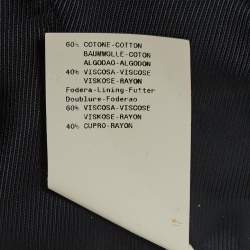 60% COTONE-COTTON
BAUMWOLLE-COTON
ALGODAO-ALGODON
40% VISCOSA-VISCOSE
VISKOSE-RAYON
Fodera-Lining-Futter
Doublure-Foderao
60% VISCOSA-VISCOSE
VISKOSE-RAYON
40% CUPRO-RAYON